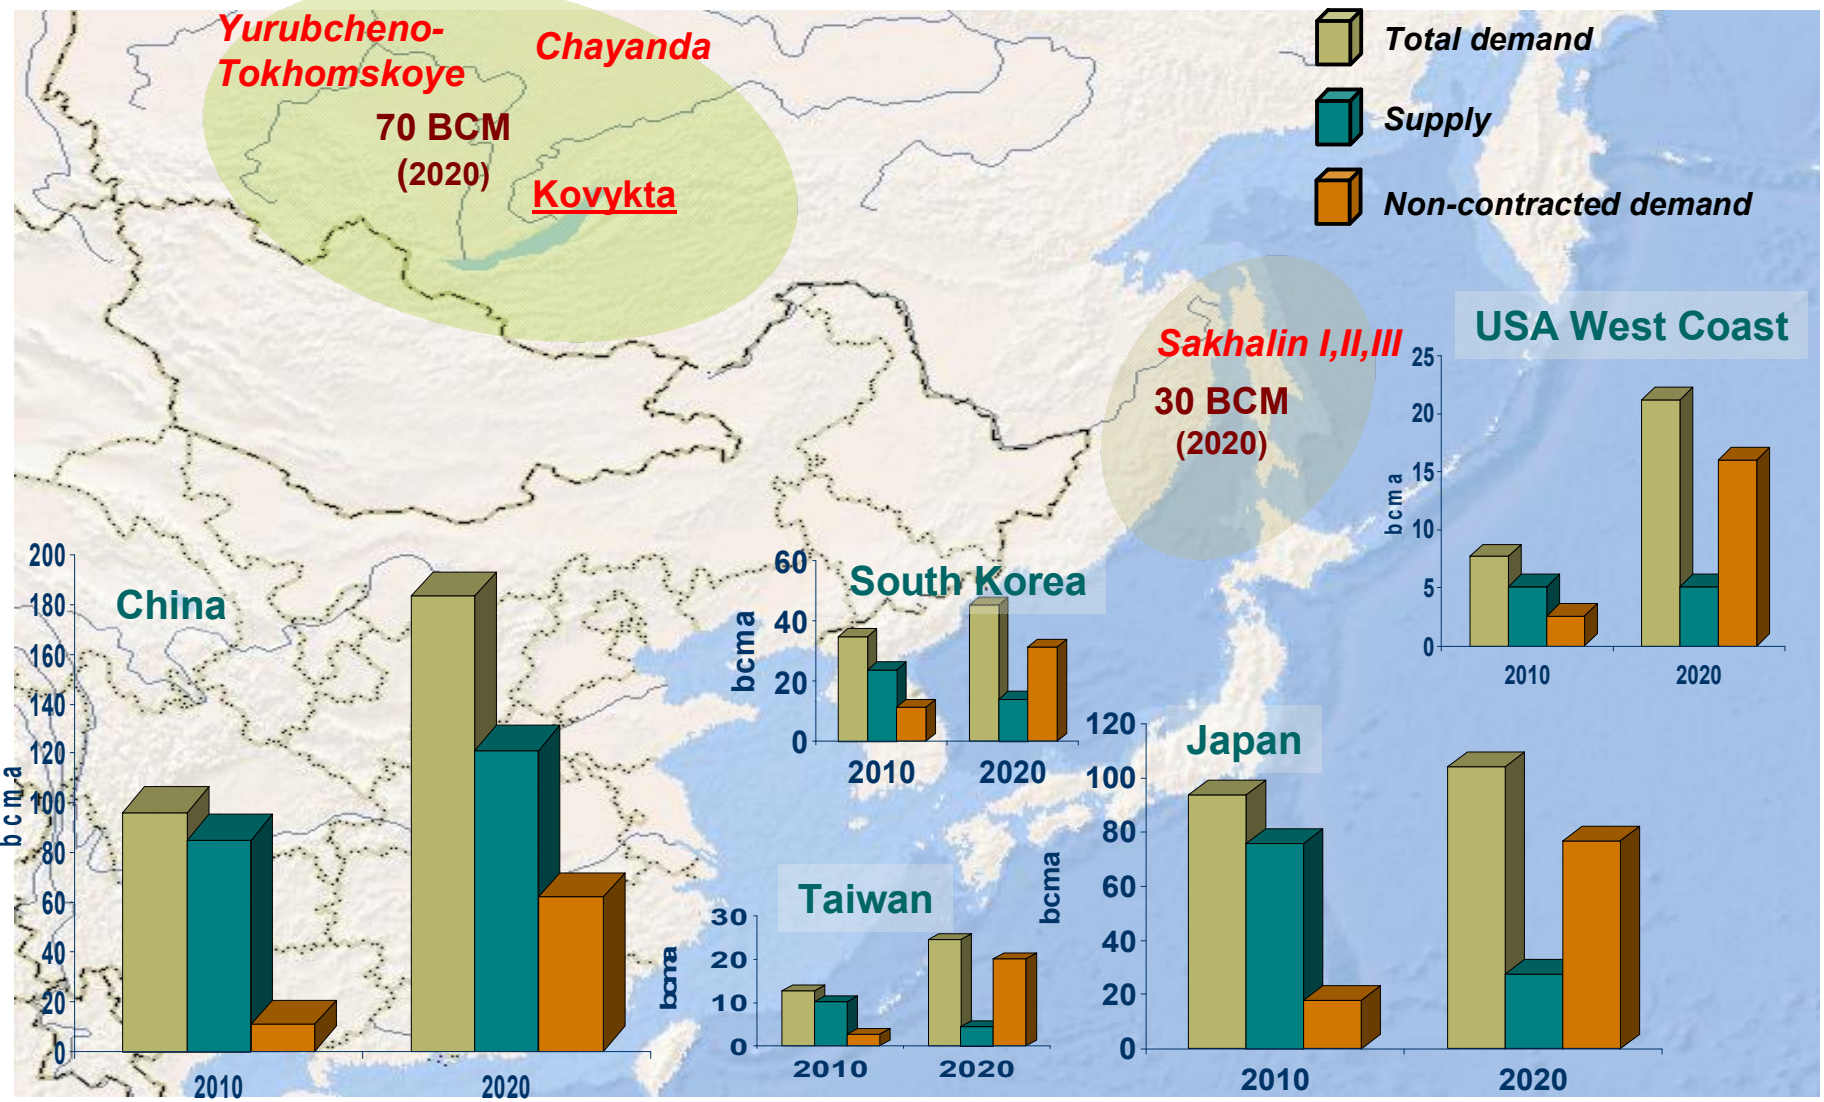 Yurubcheno-
Tokhomskoye
Chayanda
70 BCM
(2020)
Kovykta
Total demand
Supply
Non-contracted demand
Sakhalin I,II,III
30 BCM
(2020)
USA West Coast
25
20
15
10
5
0
bcma
2010
2020
China
200
180
160
140
120
100
80
60
40
20
0
bcma
2010
2020
South Korea
60
40
20
0
bcma
2010
2020
Taiwan
30
20
10
0
bcma
2010
2020
Japan
120
100
80
60
40
20
0
bcma
2010
2020